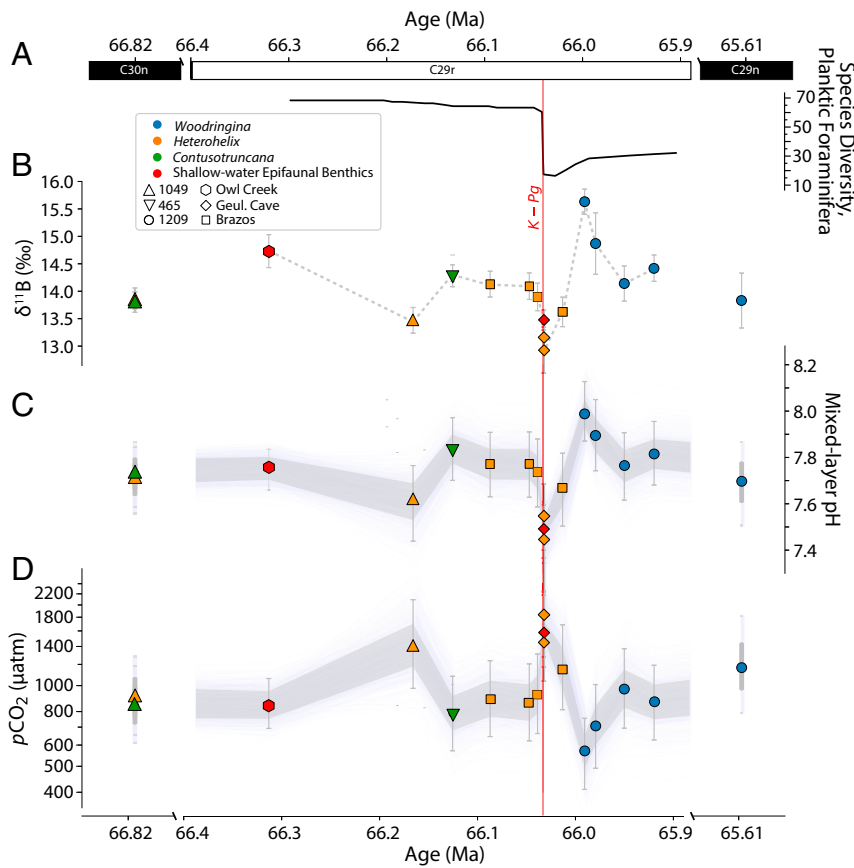 Age (Ma)
66.82 66.4 66.3 66.2 66.1 66.0 65.9 65.61
A
C30n C29r C29n
Species Diversity,
Planktic Foraminifera
70
50
30
10
Woodringina
Heterohelix
Contusotruncana
Shallow-water Epifaunal Benthics
1049 Owl Creek
465 Geul. Cave
1209 Brazos
K – Pg
B
δ¹¹B (‰)
16.0
15.5
15.0
14.5
14.0
13.5
13.0
C
Mixed-layer pH
8.2
8.0
7.8
7.6
7.4
D
pCO₂ (μatm)
2200
1800
1400
1000
800
600
500
400
66.82 66.4 66.3 66.2 66.1 66.0 65.9 65.61
Age (Ma)